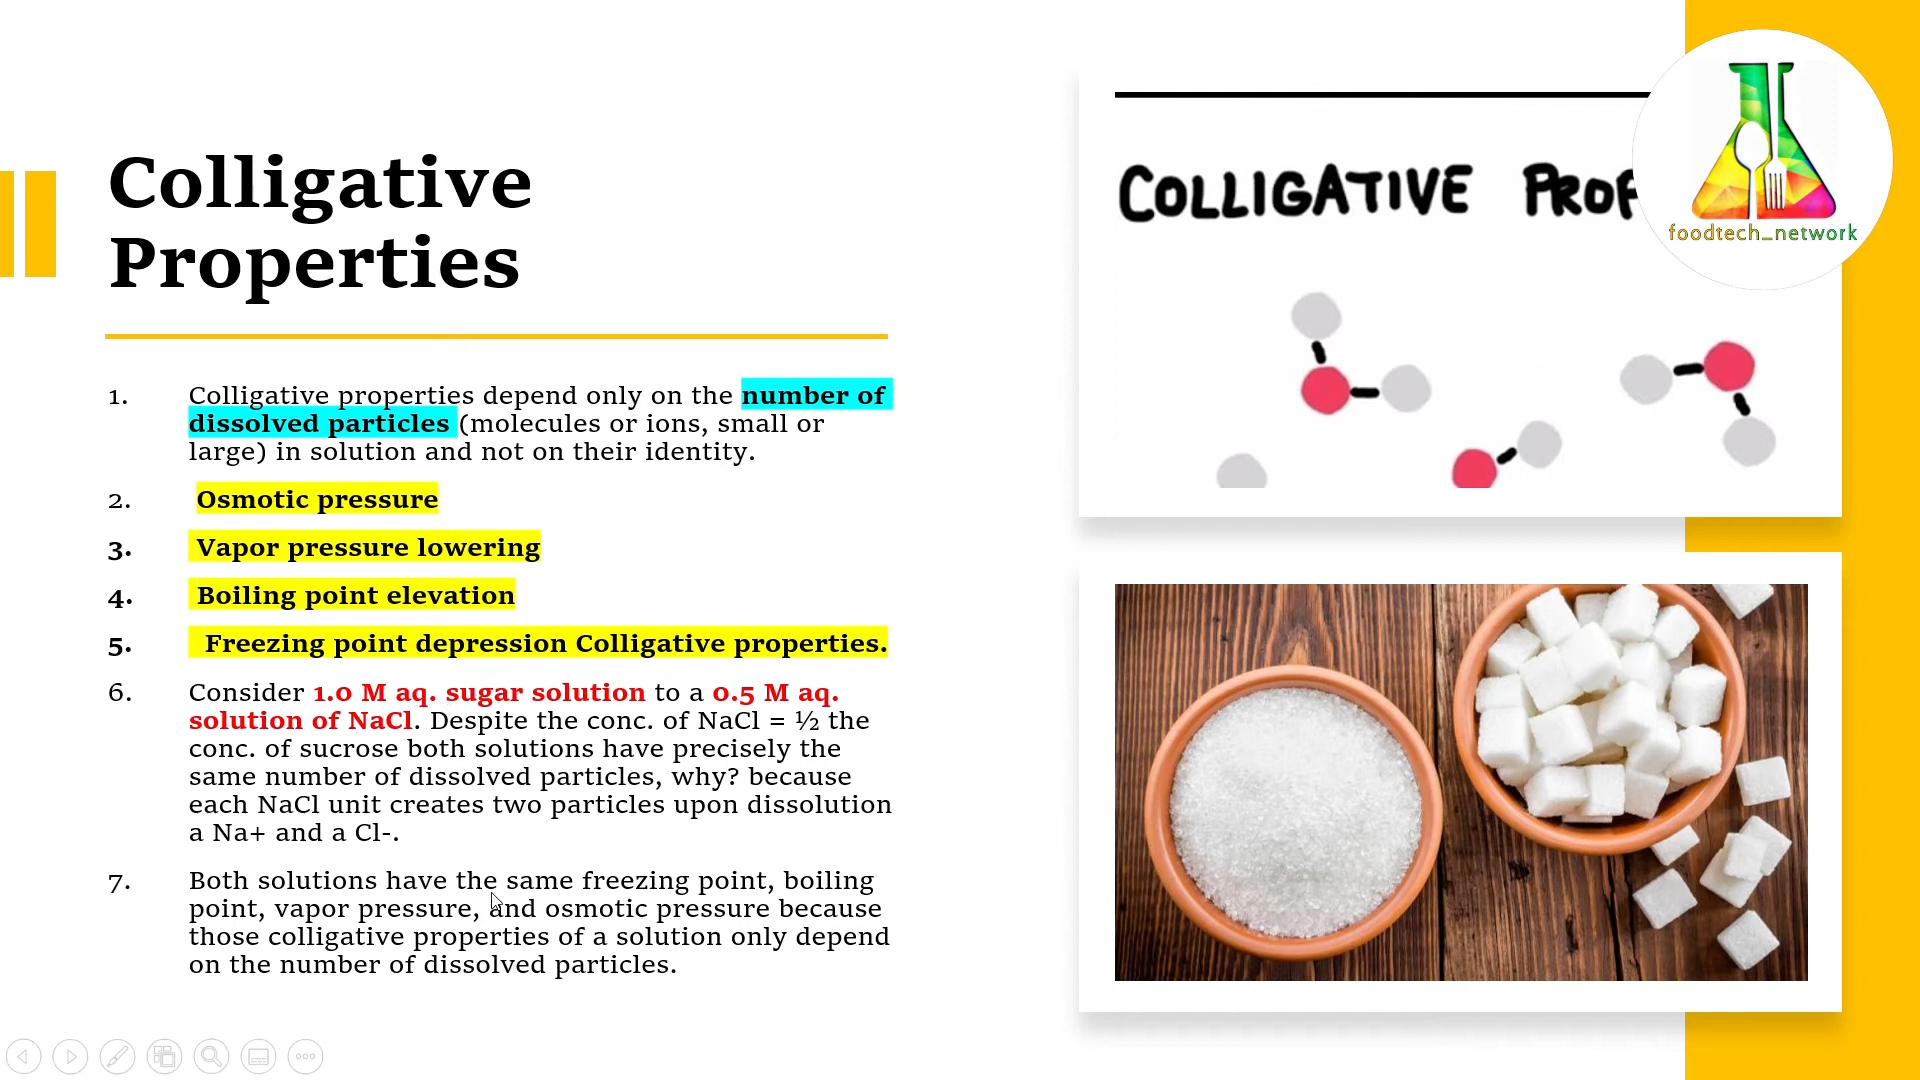 Colligative
Properties
1. Colligative properties depend only on the number of
dissolved particles (molecules or ions, small or
large) in solution and not on their identity.
2. Osmotic pressure
3. Vapor pressure lowering
4. Boiling point elevation
5. Freezing point depression Colligative properties.
6. Consider 1.0 M aq. sugar solution to a 0.5 M aq.
solution of NaCl. Despite the conc. of NaCl = ½ the
conc. of sucrose both solutions have precisely the
same number of dissolved particles, why? because
each NaCl unit creates two particles upon dissolution
a Na+ and a Cl-.
7. Both solutions have the same freezing point, boiling
point, vapor pressure, and osmotic pressure because
those colligative properties of a solution only depend
on the number of dissolved particles.
COLLIGATIVE PROP
foodtech_network